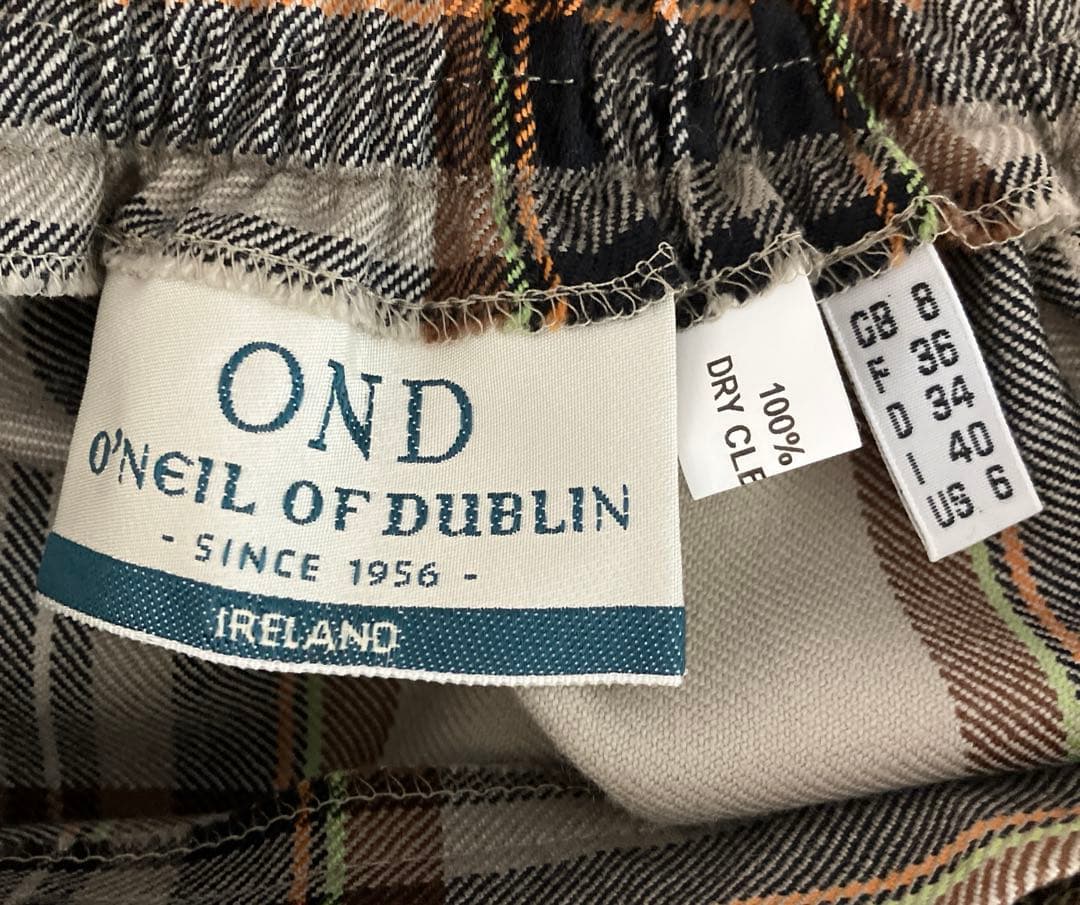 OND
O'NEIL OF DUBLIN
- SINCE 1956 -
IRELAND
100%
DRY CLE
GB 8
F 36
D 34
I 40
US 6